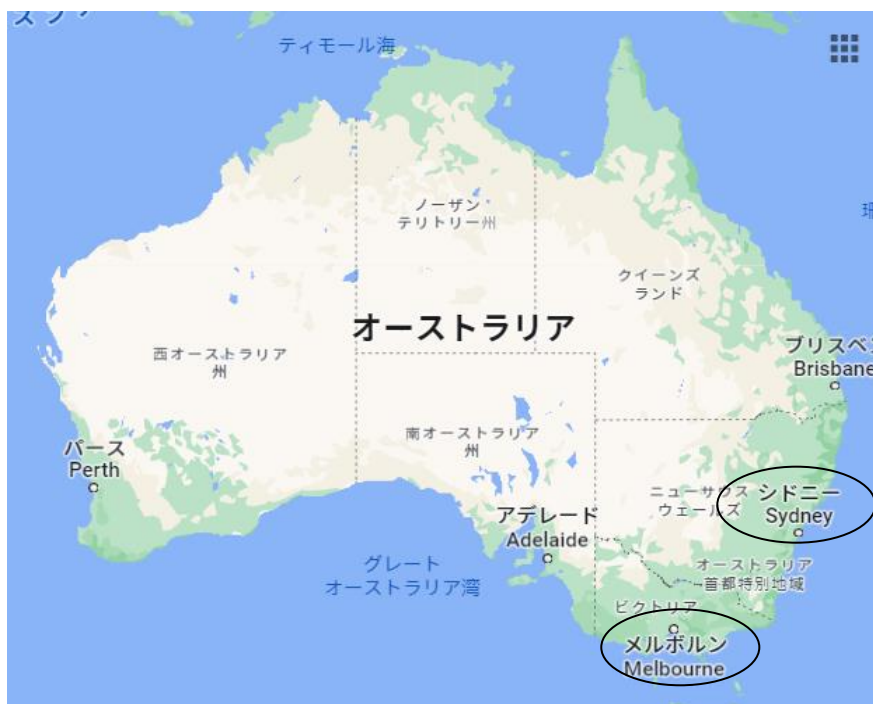 ティモール海
ノーザン
テリトリー州
クイーンズ
ランド
オーストラリア
西オーストラリア
州
ブリスベン
Brisbane
南オーストラリア
州
パース
Perth
ニューサウス
ウェールズ
シドニー
Sydney
アデレード
Adelaide
グレート
オーストラリア湾
オーストラリア
首都特別地域
ビクトリア
メルボルン
Melbourne